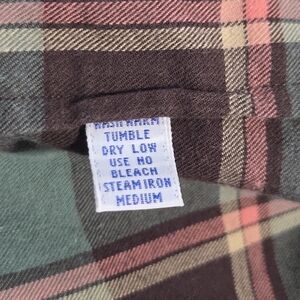 WASH WARM
TUMBLE
DRY LOW
USE NO
BLEACH
STEAM IRON
MEDIUM